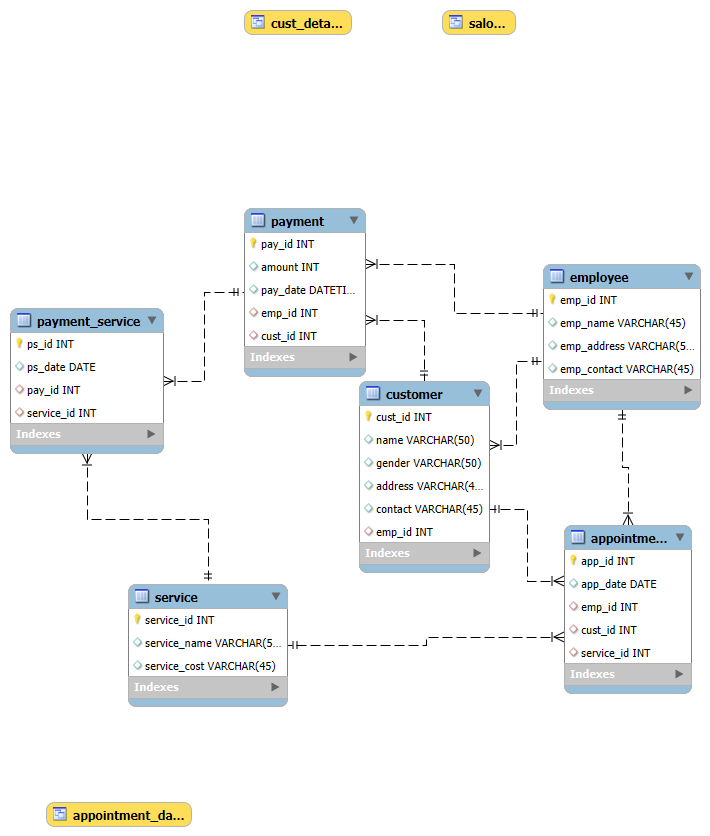 cust_deta...
salo...
payment
pay_id INT
amount INT
pay_date DATETI...
emp_id INT
cust_id INT
Indexes
employee
emp_id INT
emp_name VARCHAR(45)
emp_address VARCHAR(5...
emp_contact VARCHAR(45)
Indexes
payment_service
ps_id INT
ps_date DATE
pay_id INT
service_id INT
Indexes
customer
cust_id INT
name VARCHAR(50)
gender VARCHAR(50)
address VARCHAR(4...
contact VARCHAR(45)
emp_id INT
Indexes
appointme...
app_id INT
app_date DATE
emp_id INT
cust_id INT
service_id INT
Indexes
service
service_id INT
service_name VARCHAR(5...
service_cost VARCHAR(45)
Indexes
appointment_da...